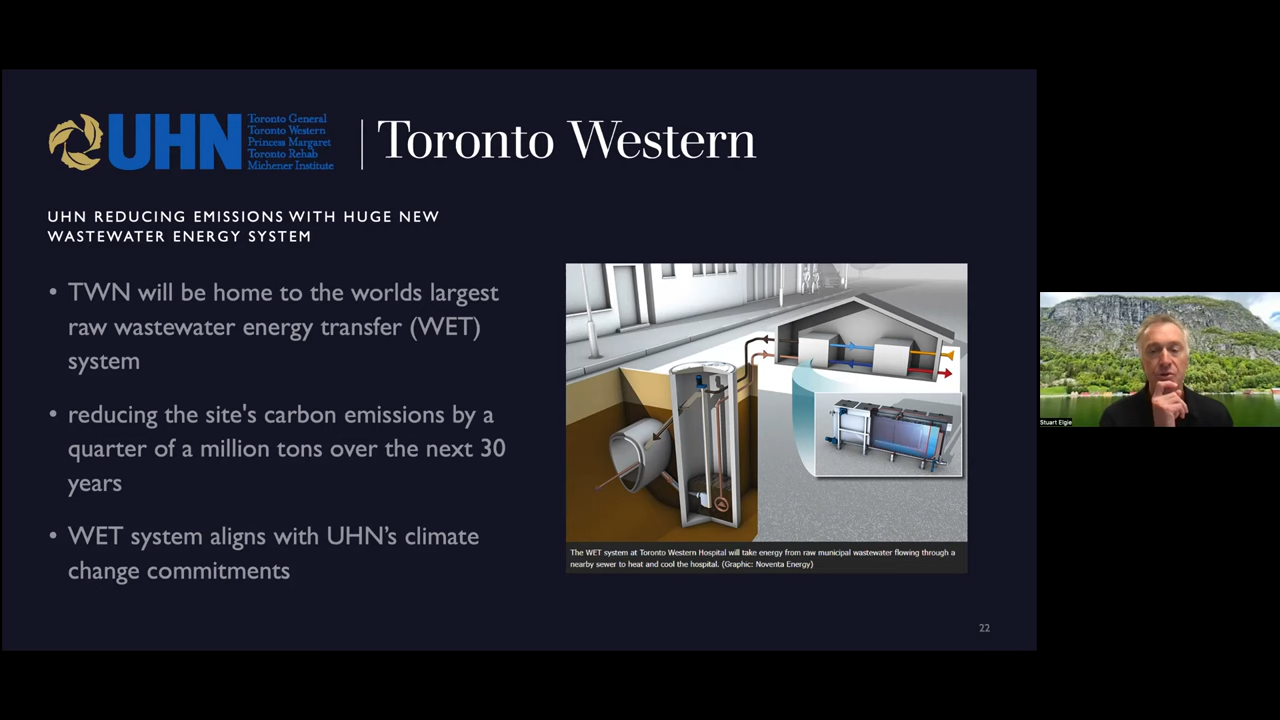 UHN
Toronto General
Toronto Western
Princess Margaret
Toronto Rehab
Michener Institute
Toronto Western
UHN REDUCING EMISSIONS WITH HUGE NEW
WASTEWATER ENERGY SYSTEM
• TWN will be home to the worlds largest
raw wastewater energy transfer (WET)
system
• reducing the site's carbon emissions by a
quarter of a million tons over the next 30
years
• WET system aligns with UHN’s climate
change commitments
The WET system at Toronto Western Hospital will take energy from raw municipal wastewater flowing through a
nearby sewer to heat and cool the hospital. (Graphic: Noventa Energy)
22
Stuart Elgie